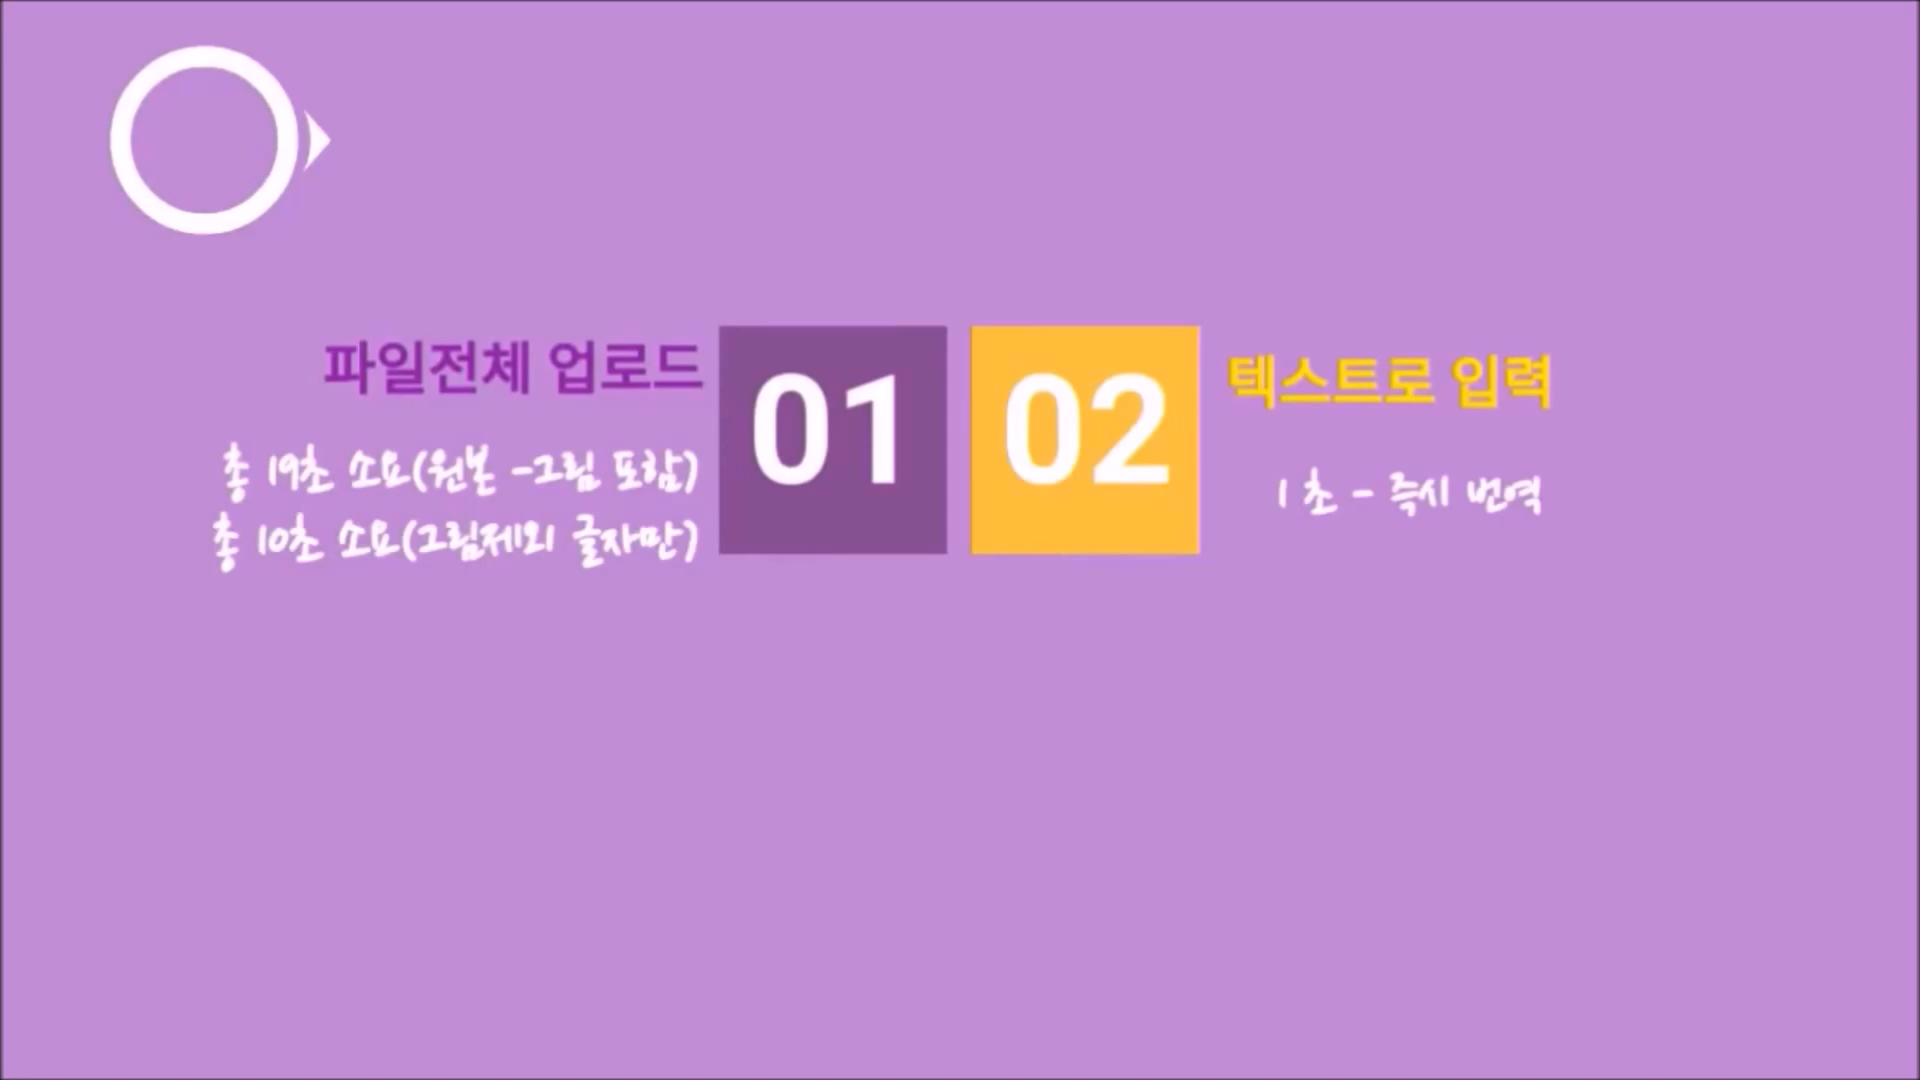 파일전체 업로드
총 19초 소요(원본 -그림 포함)
총 10초 소요(그림제외 글자만)
01
02
텍스트로 입력
1 초 - 즉시 번역